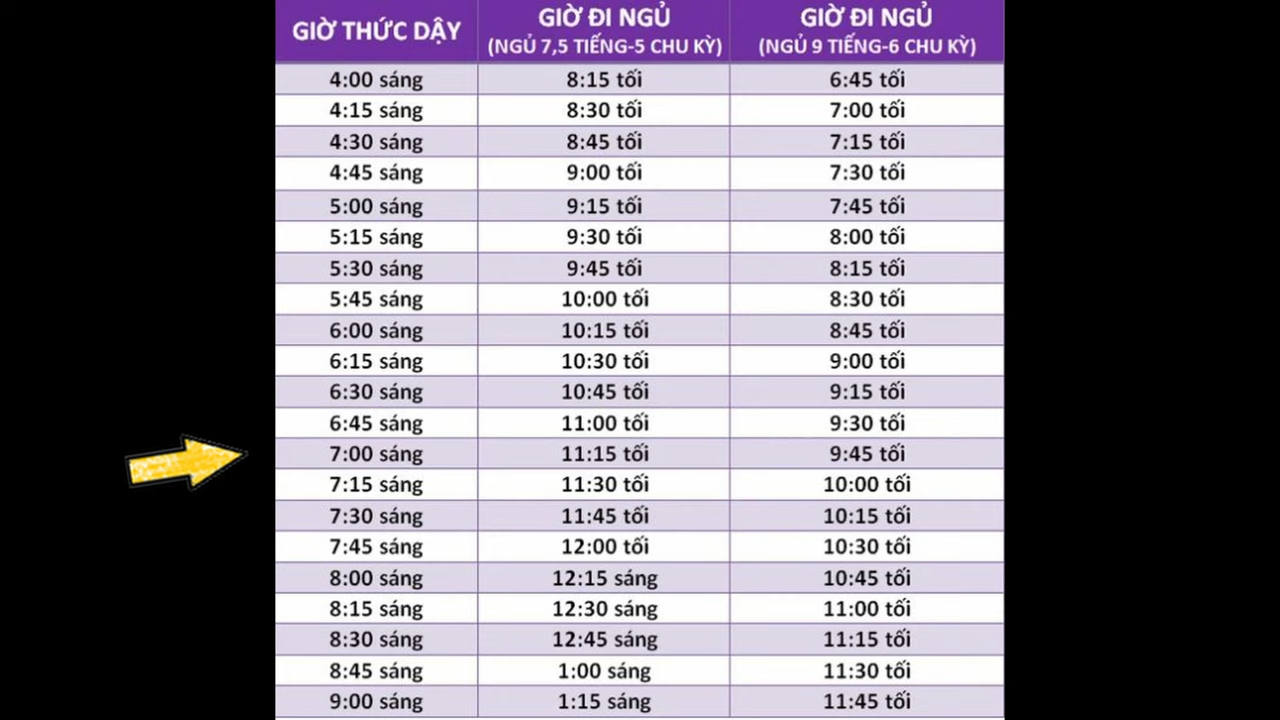 GIỜ THỨC DẬY GIỜ ĐI NGỦ (NGỦ 7,5 TIẾNG-5 CHU KỲ) GIỜ ĐI NGỦ (NGỦ 9 TIẾNG-6 CHU KỲ)
4:00 sáng 8:15 tối 6:45 tối
4:15 sáng 8:30 tối 7:00 tối
4:30 sáng 8:45 tối 7:15 tối
4:45 sáng 9:00 tối 7:30 tối
5:00 sáng 9:15 tối 7:45 tối
5:15 sáng 9:30 tối 8:00 tối
5:30 sáng 9:45 tối 8:15 tối
5:45 sáng 10:00 tối 8:30 tối
6:00 sáng 10:15 tối 8:45 tối
6:15 sáng 10:30 tối 9:00 tối
6:30 sáng 10:45 tối 9:15 tối
6:45 sáng 11:00 tối 9:30 tối
7:00 sáng 11:15 tối 9:45 tối
7:15 sáng 11:30 tối 10:00 tối
7:30 sáng 11:45 tối 10:15 tối
7:45 sáng 12:00 tối 10:30 tối
8:00 sáng 12:15 sáng 10:45 tối
8:15 sáng 12:30 sáng 11:00 tối
8:30 sáng 12:45 sáng 11:15 tối
8:45 sáng 1:00 sáng 11:30 tối
9:00 sáng 1:15 sáng 11:45 tối